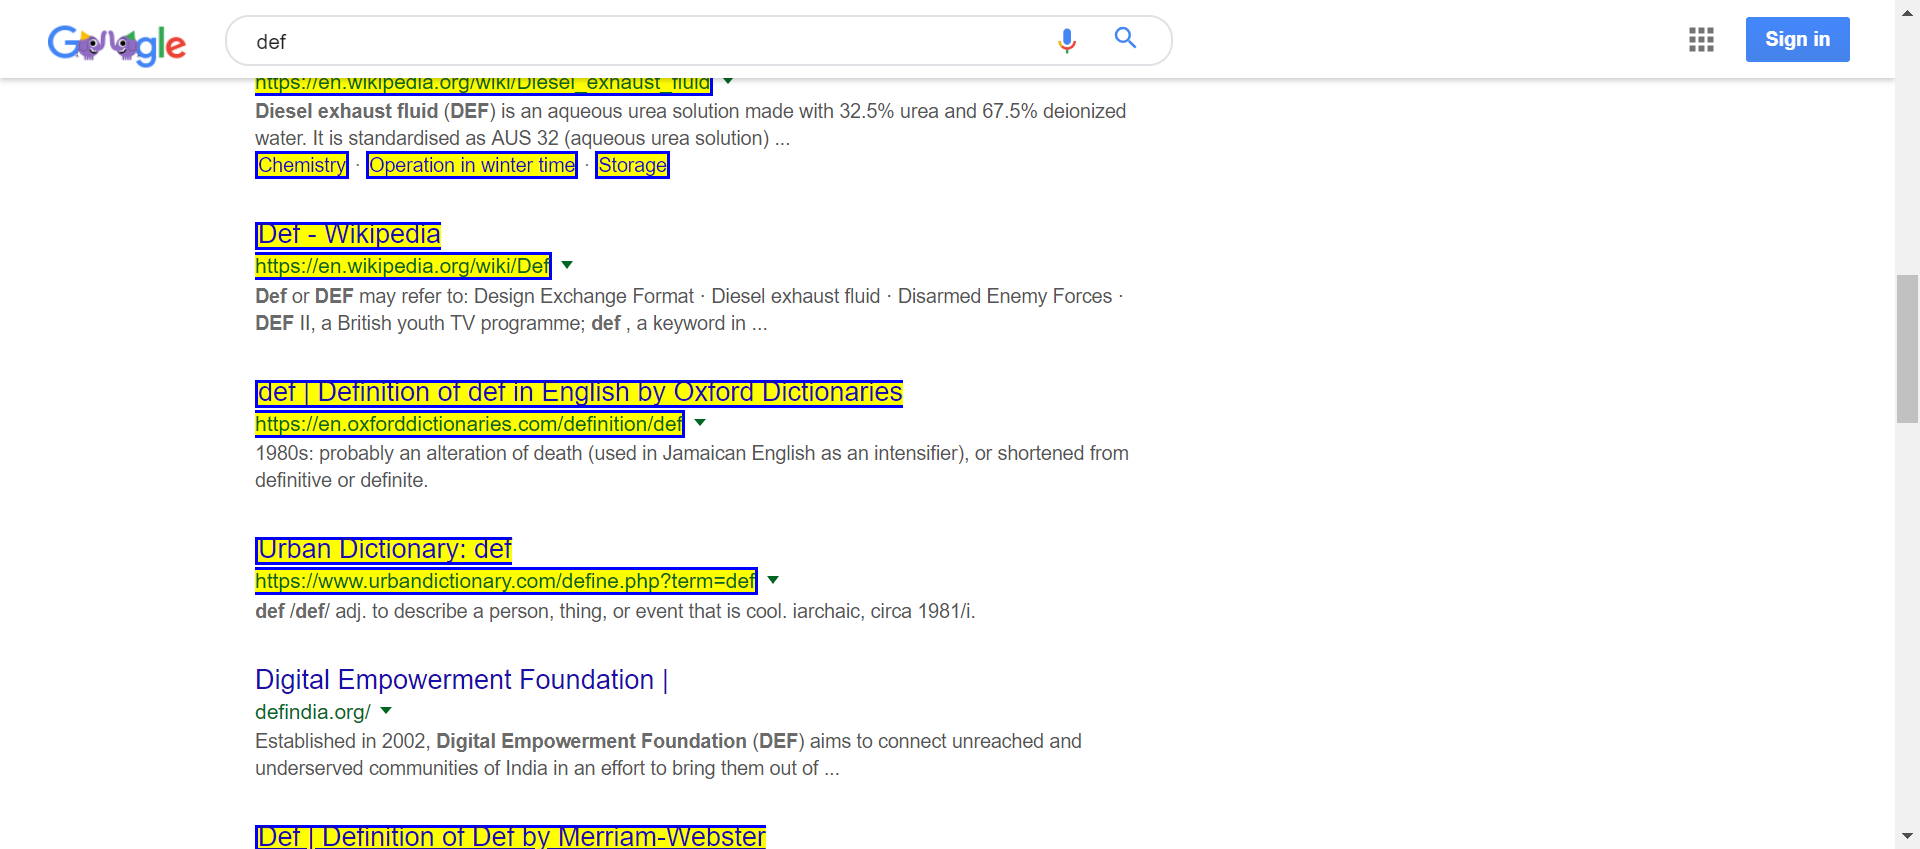 Google
def
Sign in
https://en.wikipedia.org/wiki/Diesel_exhaust_fluid
Diesel exhaust fluid (DEF) is an aqueous urea solution made with 32.5% urea and 67.5% deionized
water. It is standardised as AUS 32 (aqueous urea solution) ...
Chemistry · Operation in winter time · Storage
Def - Wikipedia
https://en.wikipedia.org/wiki/Def
Def or DEF may refer to: Design Exchange Format · Diesel exhaust fluid · Disarmed Enemy Forces ·
DEF II, a British youth TV programme; def , a keyword in ...
def | Definition of def in English by Oxford Dictionaries
https://en.oxforddictionaries.com/definition/def
1980s: probably an alteration of death (used in Jamaican English as an intensifier), or shortened from
definitive or definite.
Urban Dictionary: def
https://www.urbandictionary.com/define.php?term=def
def /def/ adj. to describe a person, thing, or event that is cool. iarchaic, circa 1981/i.
Digital Empowerment Foundation |
defindia.org/
Established in 2002, Digital Empowerment Foundation (DEF) aims to connect unreached and
underserved communities of India in an effort to bring them out of ...
Def | Definition of Def by Merriam-Webster